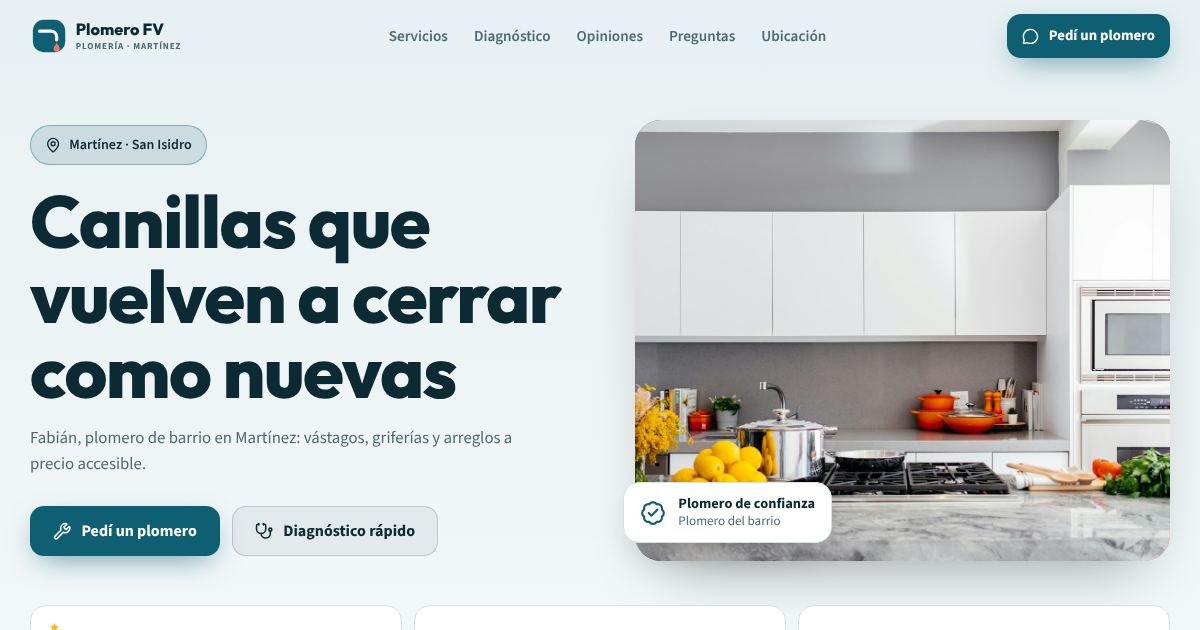 Plomero FV
PLOMERÍA · MARTÍNEZ
Servicios
Diagnóstico
Opiniones
Preguntas
Ubicación
Pedí un plomero
Martínez · San Isidro
Canillas que
vuelven a cerrar
como nuevas
Fabián, plomero de barrio en Martínez: vástagos, griferías y arreglos a
precio accesible.
Pedí un plomero
Diagnóstico rápido
Plomero de confianza
Plomero del barrio